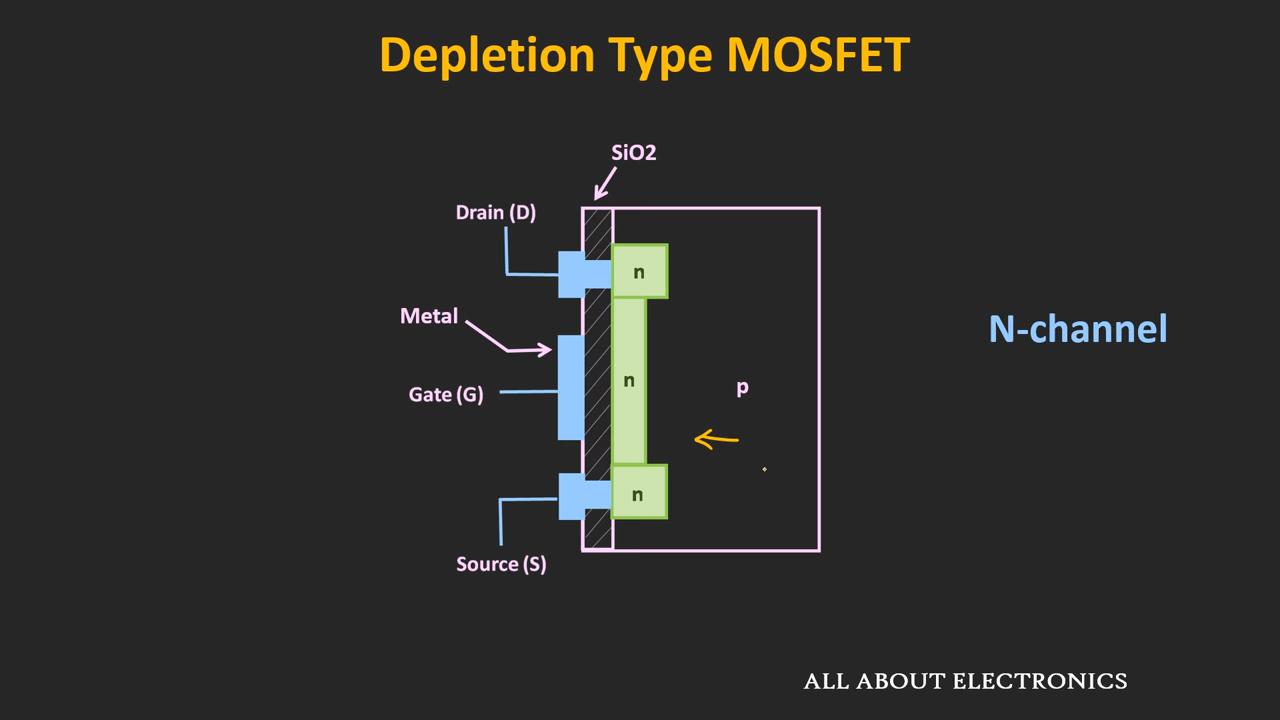 Depletion Type MOSFET
SiO2
Drain (D)
n
Metal
N-channel
n
p
Gate (G)
n
Source (S)
ALL ABOUT ELECTRONICS